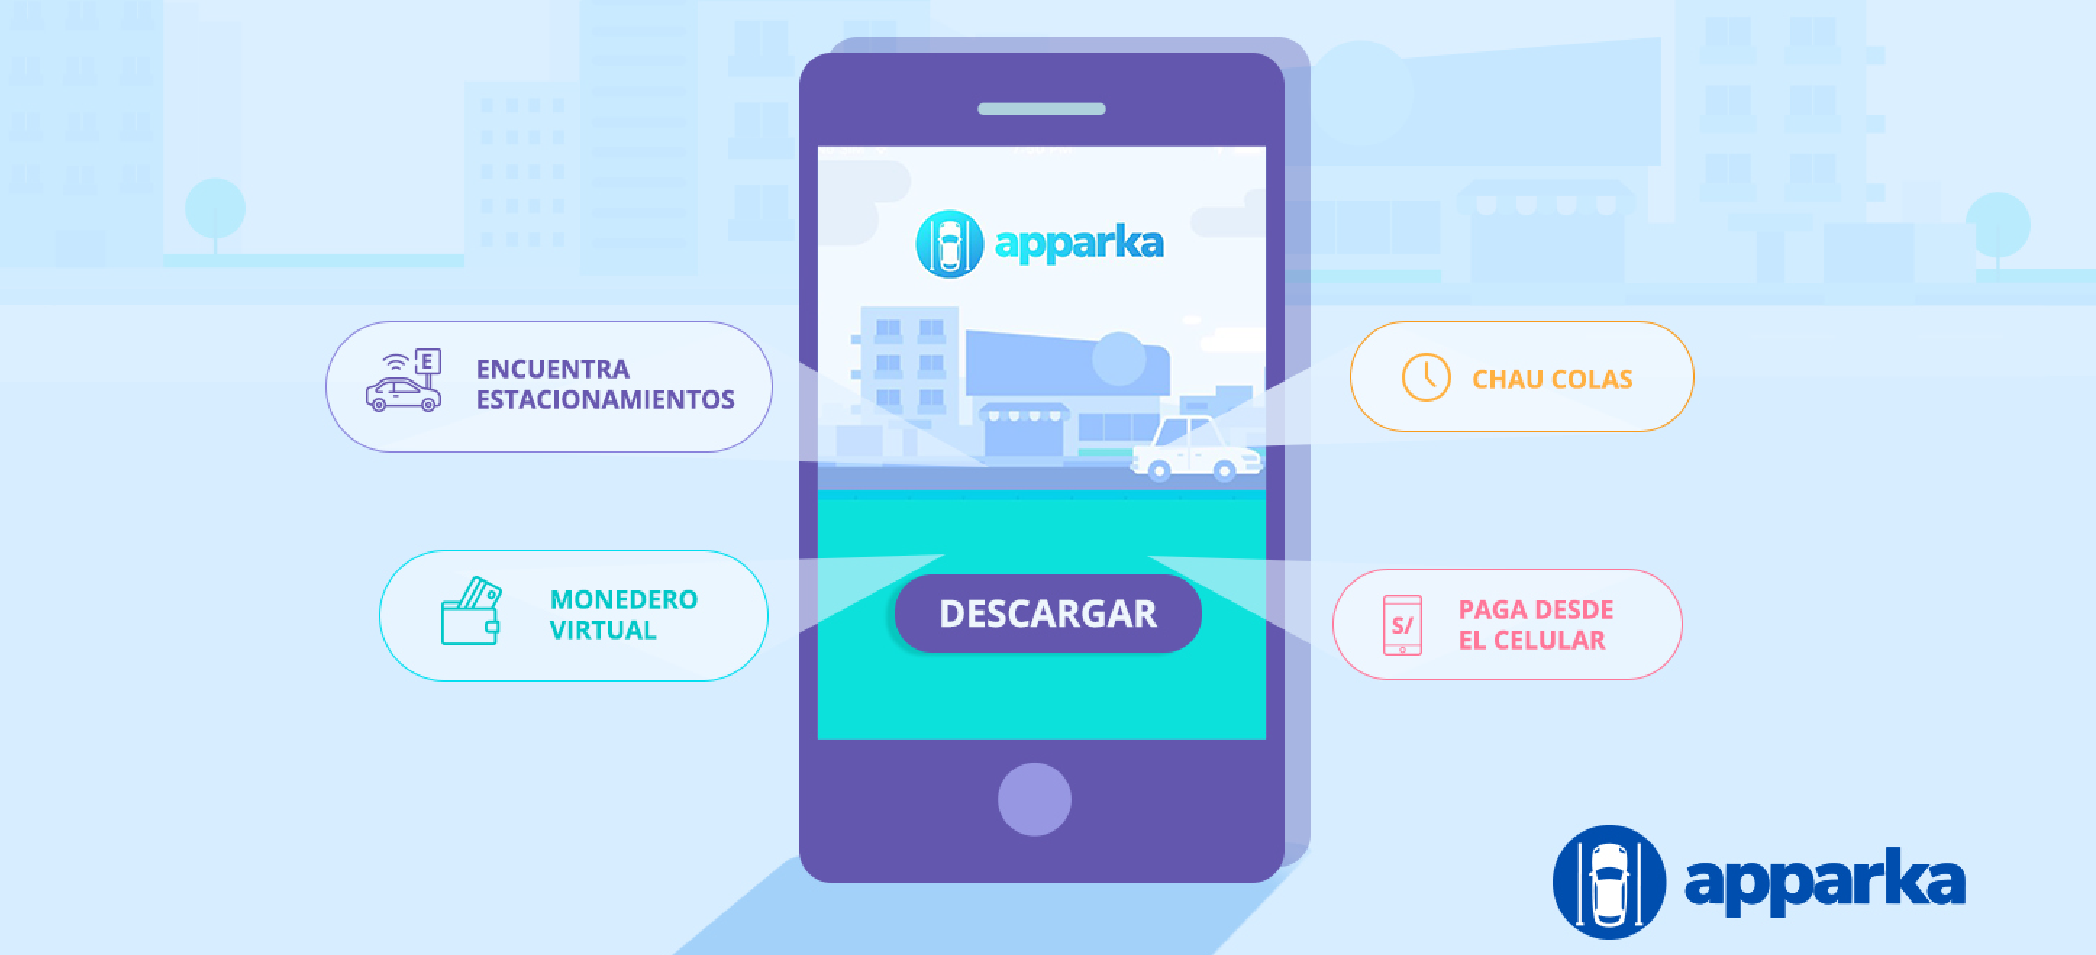 apparka
E
ENCUENTRA
ESTACIONAMIENTOS
CHAU COLAS
MONEDERO
VIRTUAL
DESCARGAR
S/
PAGA DESDE
EL CELULAR
apparka